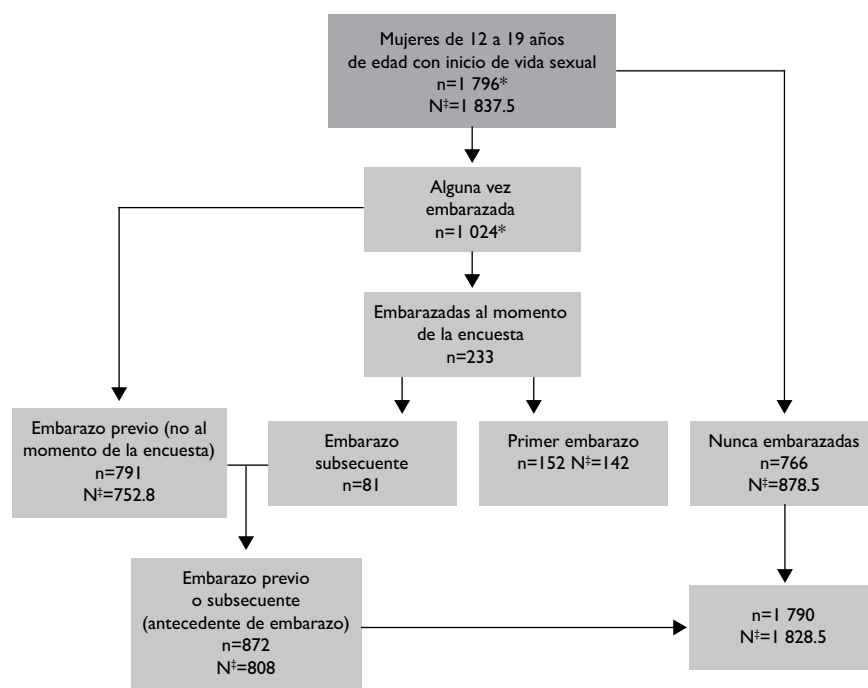 Mujeres de 12 a 19 años
de edad con inicio de vida sexual
n=1 796*
N‡=1 837.5
Alguna vez
embarazada
n=1 024*
Embarazadas al momento
de la encuesta
n=233
Embarazo previo (no al
momento de la encuesta)
n=791
N‡=752.8
Embarazo
subsecuente
n=81
Primer embarazo
n=152 N‡=142
Nunca embarazadas
n=766
N‡=878.5
Embarazo previo
o subsecuente
(antecedente de embarazo)
n=872
N‡=808
n=1 790
N‡=1 828.5